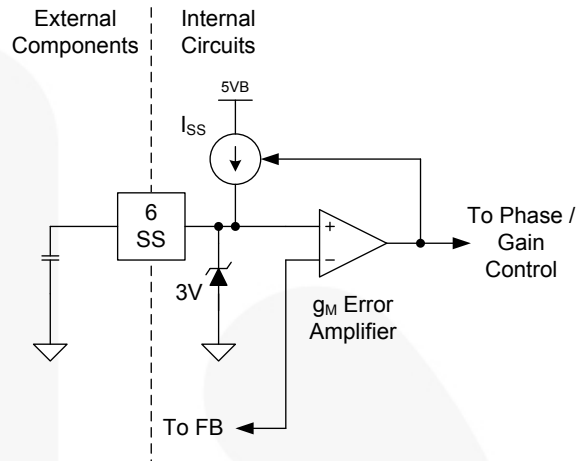 External
Components
Internal
Circuits
5VB
ISS
6
SS
+
−
3V
gM Error
Amplifier
To Phase /
Gain
Control
To FB